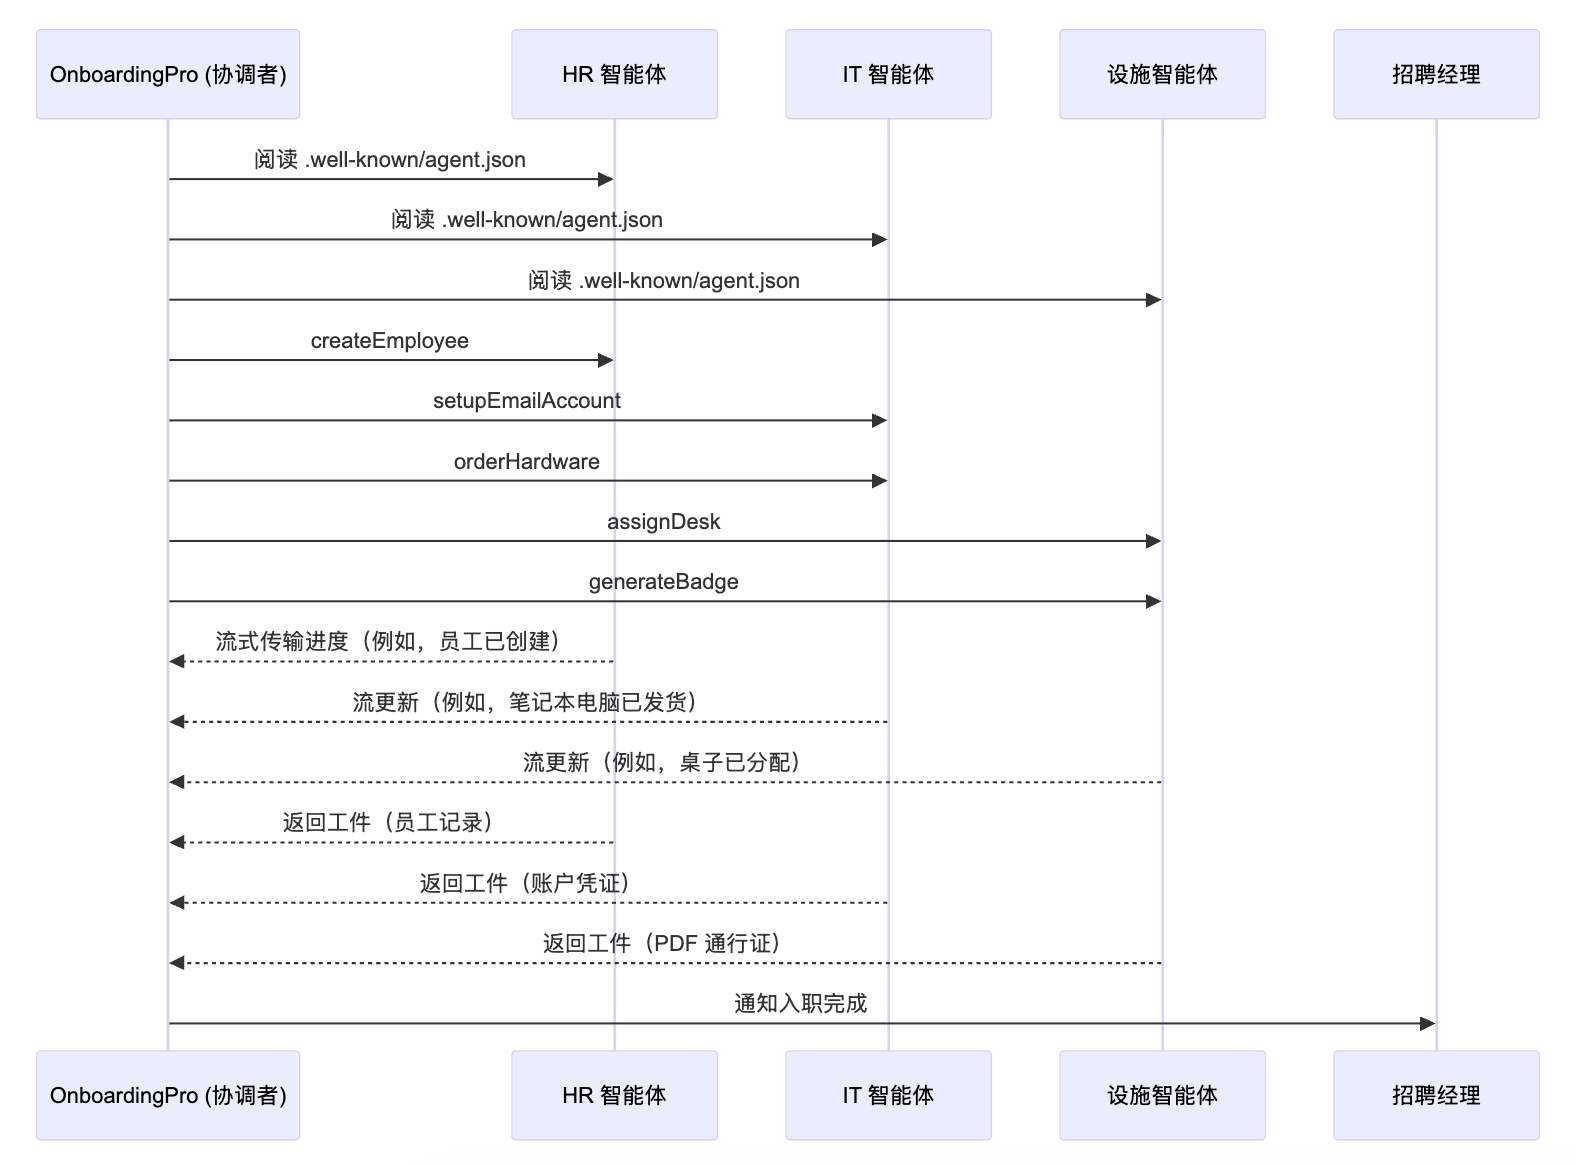 OnboardingPro (协调者)
HR 智能体
IT 智能体
设施智能体
招聘经理
阅读 .well-known/agent.json
阅读 .well-known/agent.json
阅读 .well-known/agent.json
createEmployee
setupEmailAccount
orderHardware
assignDesk
generateBadge
流式传输进度（例如，员工已创建）
流更新（例如，笔记本电脑已发货）
流更新（例如，桌子已分配）
返回工件（员工记录）
返回工件（账户凭证）
返回工件（PDF 通行证）
通知入职完成
OnboardingPro (协调者)
HR 智能体
IT 智能体
设施智能体
招聘经理